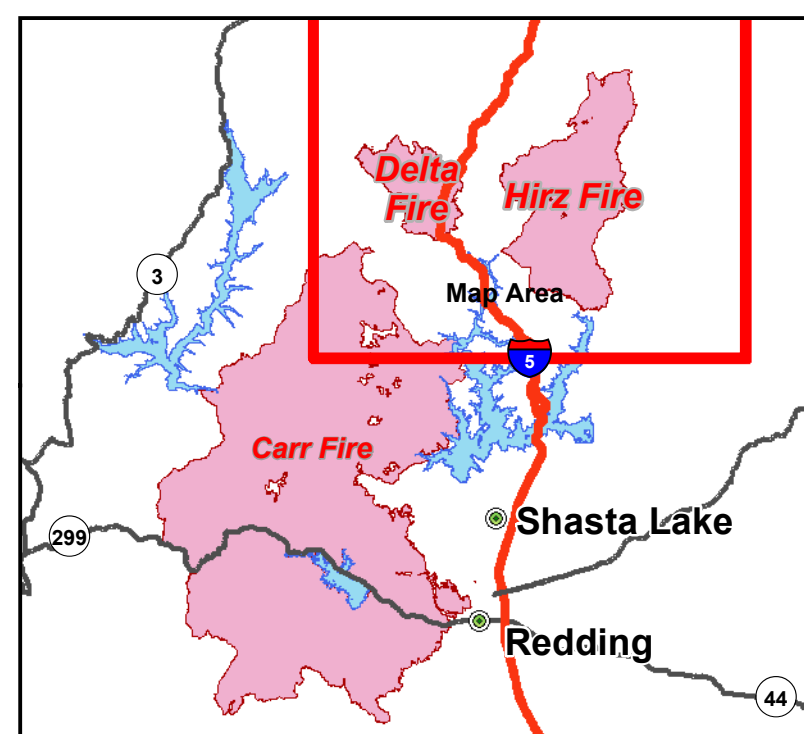 Delta
Fire
Hirz Fire
3
Map Area
5
Carr Fire
Shasta Lake
299
Redding
44